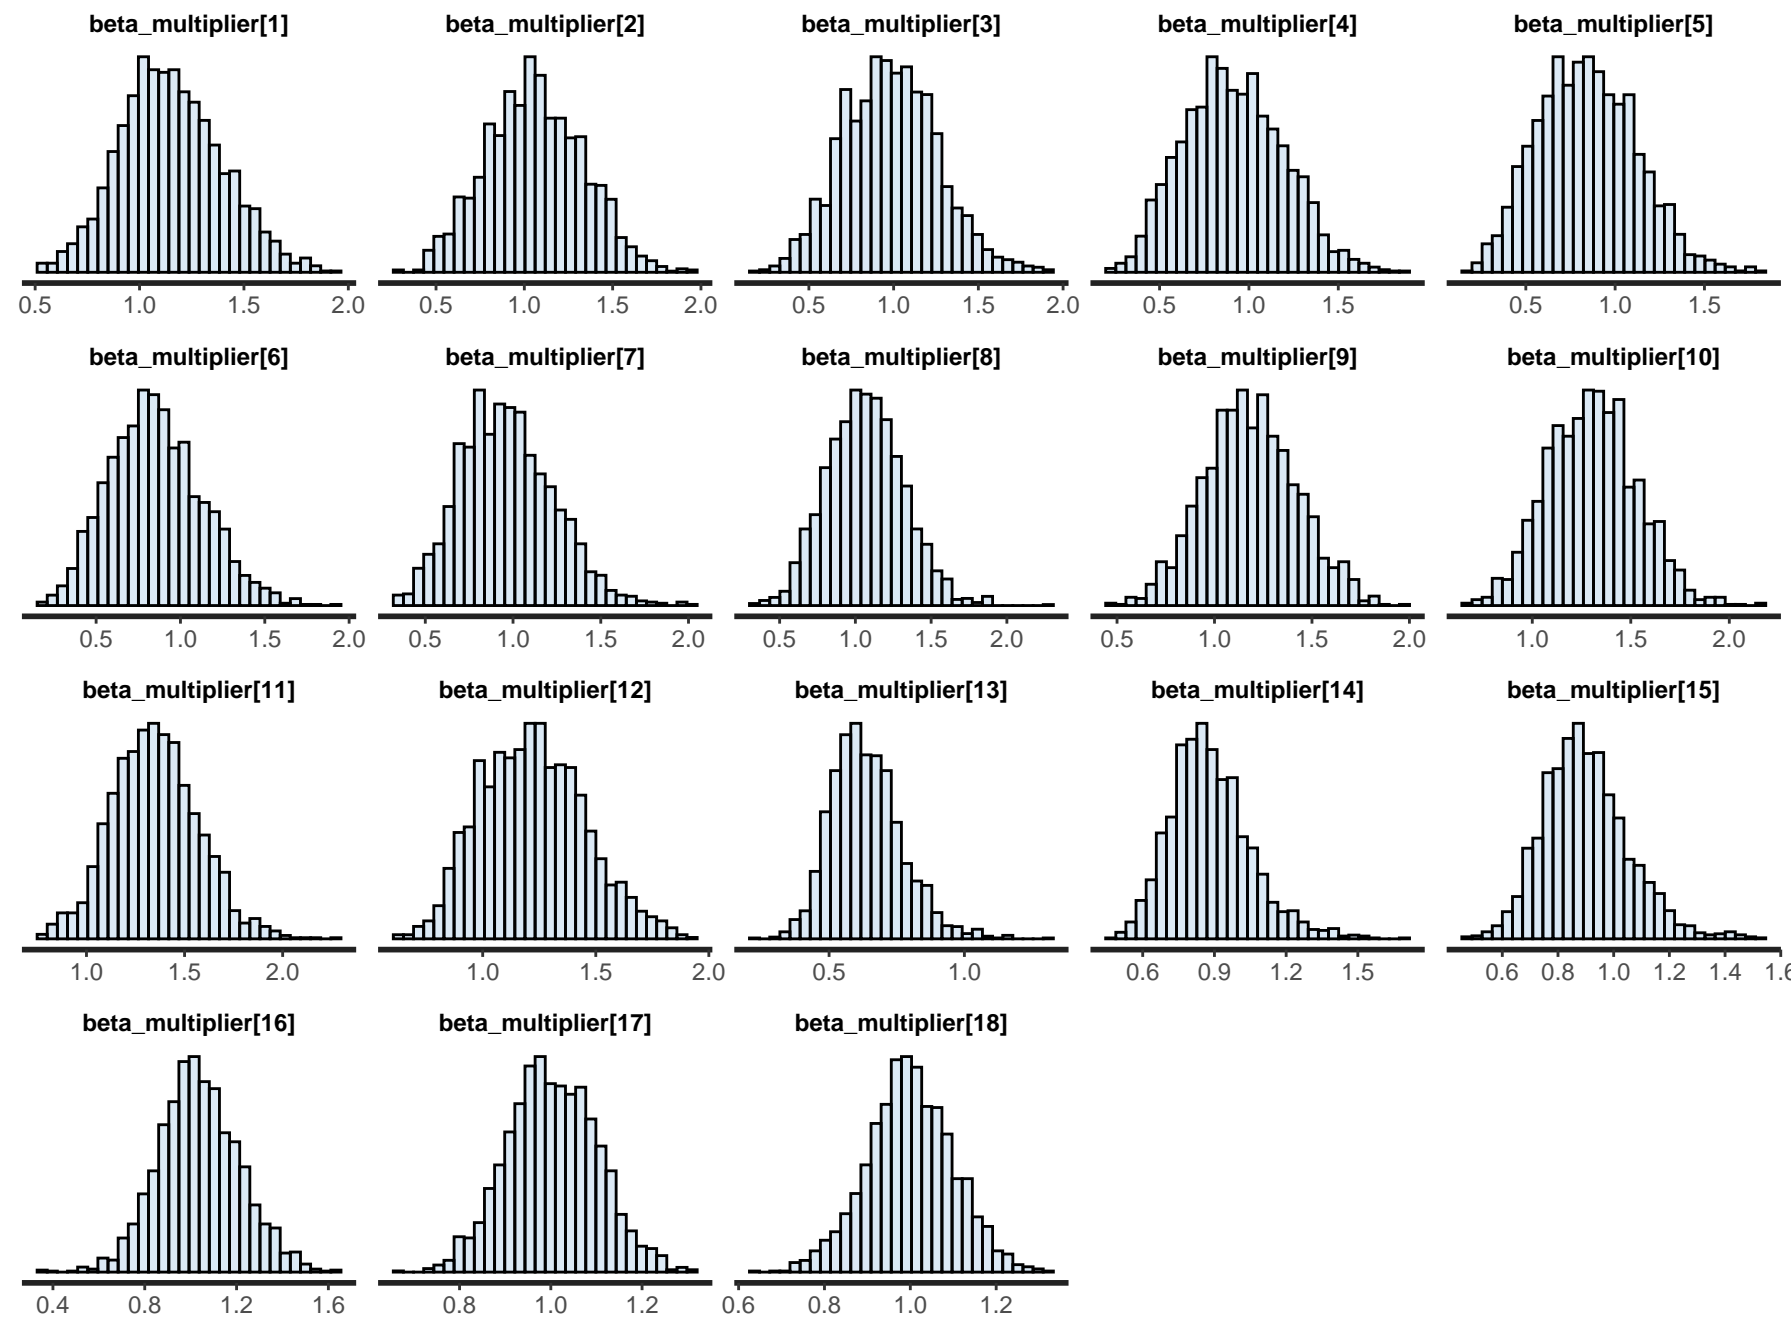 beta_multiplier[1] beta_multiplier[2] beta_multiplier[3] beta_multiplier[4] beta_multiplier[5]
0.5 1.0 1.5 2.0 0.5 1.0 1.5 2.0 0.5 1.0 1.5 2.0 0.5 1.0 1.5 0.5 1.0 1.5
beta_multiplier[6] beta_multiplier[7] beta_multiplier[8] beta_multiplier[9] beta_multiplier[10]
0.5 1.0 1.5 2.0 0.5 1.0 1.5 2.0 0.5 1.0 1.5 2.0 0.5 1.0 1.5 2.0 1.0 1.5 2.0
beta_multiplier[11] beta_multiplier[12] beta_multiplier[13] beta_multiplier[14] beta_multiplier[15]
1.0 1.5 2.0 1.0 1.5 2.0 0.5 1.0 0.6 0.9 1.2 1.5 0.6 0.8 1.0 1.2 1.4 1.6
beta_multiplier[16] beta_multiplier[17] beta_multiplier[18]
0.4 0.8 1.2 1.6 0.8 1.0 1.2 0.6 0.8 1.0 1.2